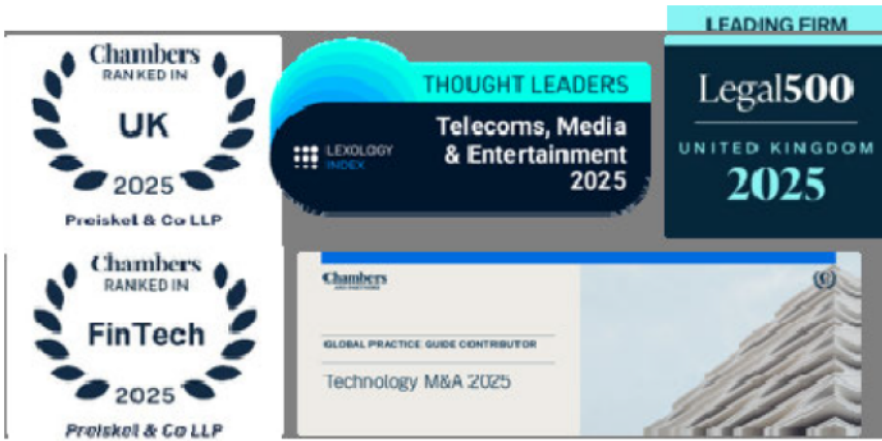 Chambers
RANKED IN
UK
2025
Preiskel & Co LLP
THOUGHT LEADERS
LEXOLOGY
INDEX
Telecoms, Media
& Entertainment
2025
LEADING FIRM
Legal500
UNITED KINGDOM
2025
Chambers
RANKED IN
FinTech
2025
Preiskel & Co LLP
Chambers
GLOBAL PRACTICE GUIDE CONTRIBUTOR
Technology M&A 2025